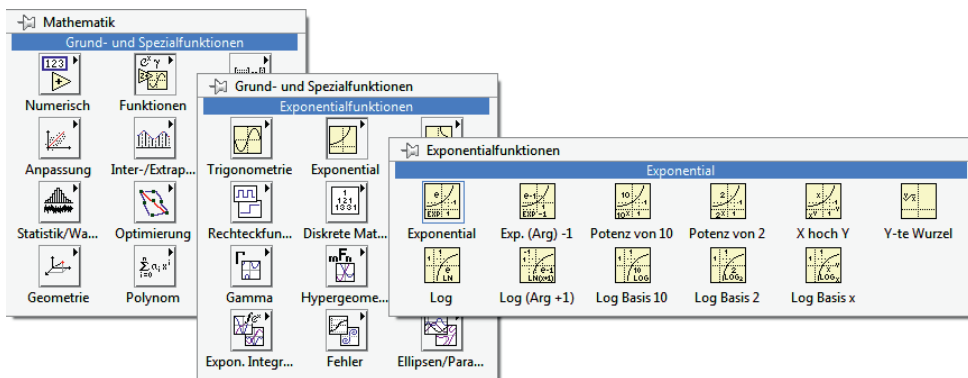 Mathematik
Grund- und Spezialfunktionen
Numerisch Funktionen
Anpassung Inter-/Extrap...
Statistik/Wa... Optimierung
Geometrie Polynom
Grund- und Spezialfunktionen
Exponentialfunktionen
Trigonometrie Exponential
Rechteckfun... Diskrete Mat...
Gamma Hypergeome...
Expon. Integr... Fehler Ellipsen/Para...
Exponentialfunktionen
Exponential
Exponential Exp. (Arg) -1 Potenz von 10 Potenz von 2 X hoch Y Y-te Wurzel
Log Log (Arg +1) Log Basis 10 Log Basis 2 Log Basis x